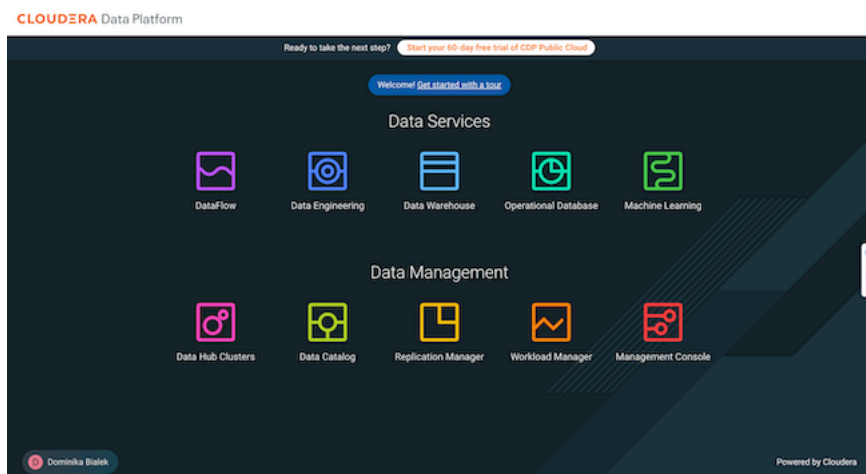 CLOUDERA Data Platform
Ready to take the next step? Start your 60-day free trial of CDP Public Cloud
Welcome! Get started with a tour
Data Services
DataFlow Data Engineering Data Warehouse Operational Database Machine Learning
Data Management
Data Hub Clusters Data Catalog Replication Manager Workload Manager Management Console
D Dominika Bialek Powered by Cloudera